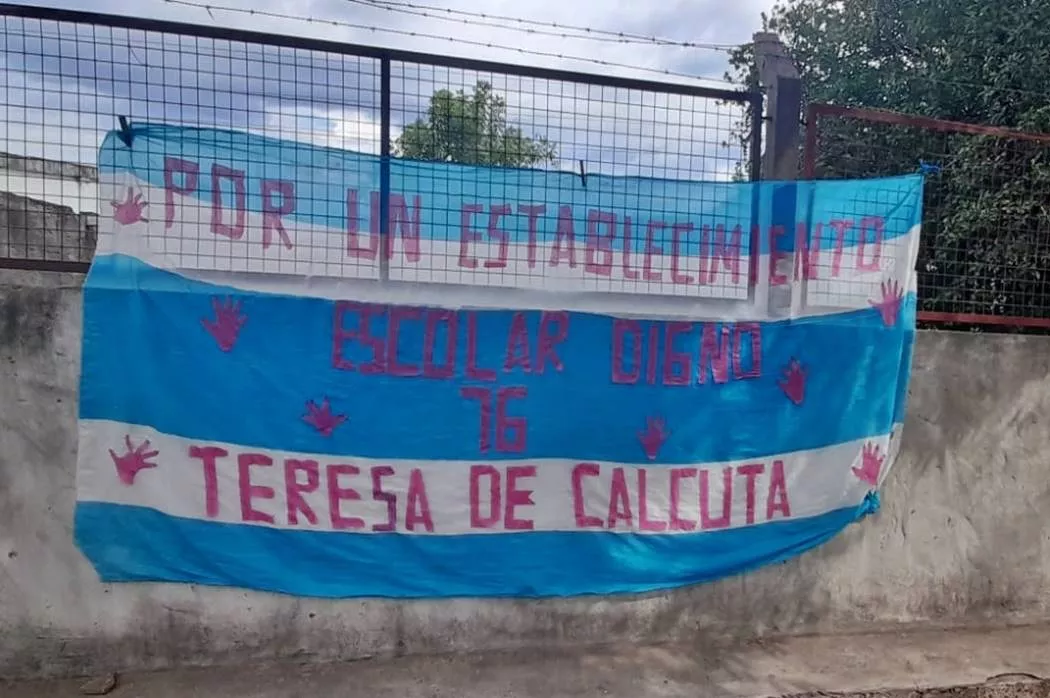 POR UN ESTABLECIMIENTO
ESCOLAR DIGNO
76
TERESA DE CALCUTA